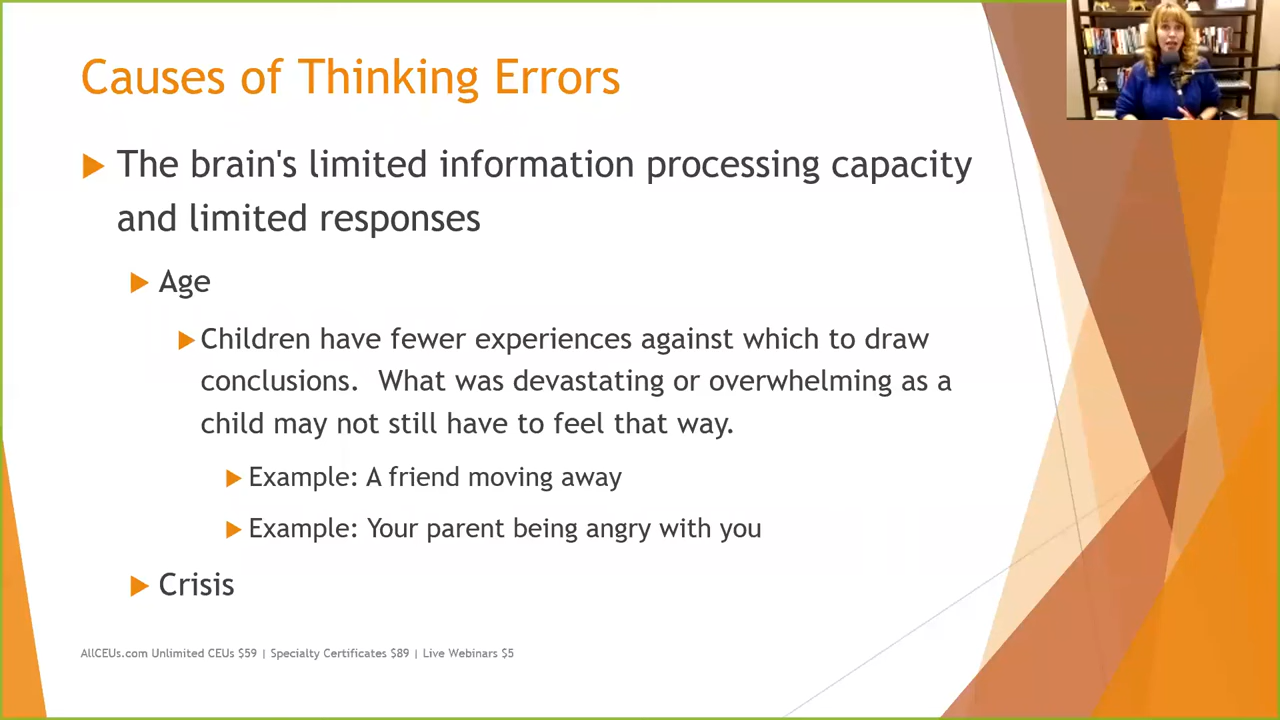 Causes of Thinking Errors
The brain's limited information processing capacity
and limited responses
Age
Children have fewer experiences against which to draw
conclusions.  What was devastating or overwhelming as a
child may not still have to feel that way.
Example: A friend moving away
Example: Your parent being angry with you
Crisis
AllCEUs.com Unlimited CEUs $59 | Specialty Certificates $89 | Live Webinars $5